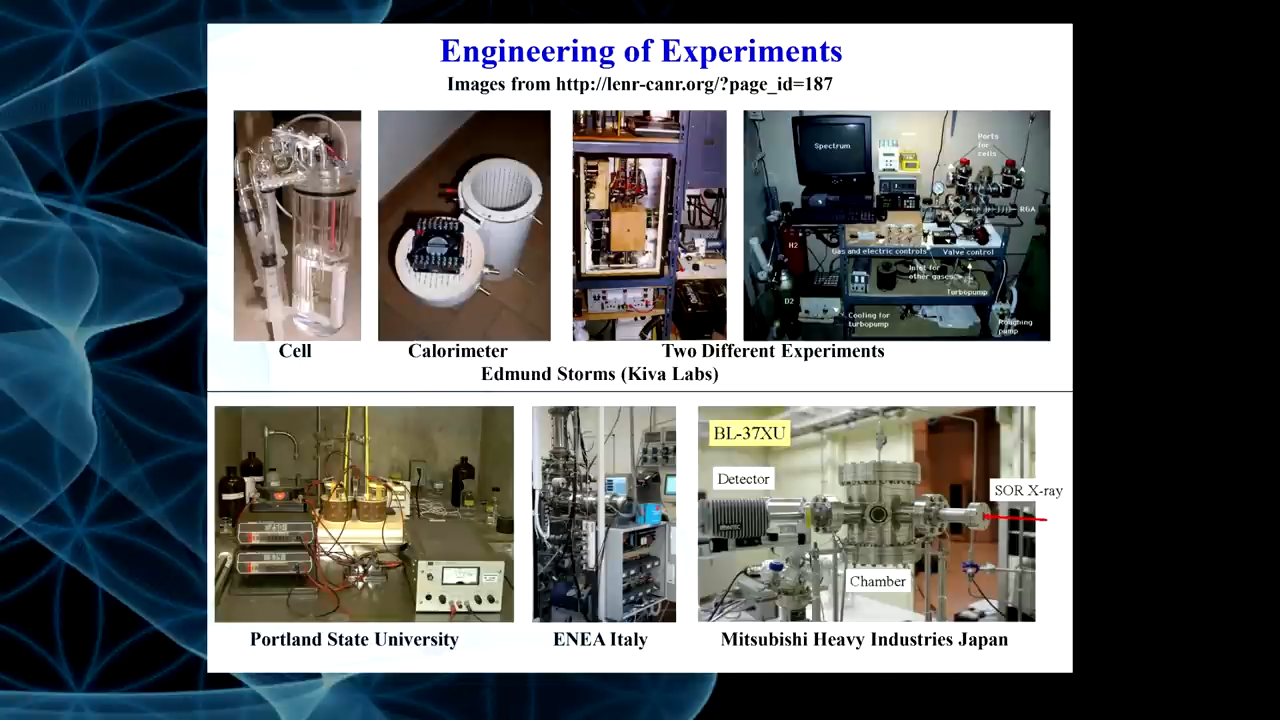 Engineering of Experiments
Images from http://lenr-canr.org/?page_id=187
Spectrum
Ports
for
cells
RGA
H2
Gas and electric controls
Valve control
Inlet for
other gases
Turbopump
D2
Cooling for
turbopump
Roughing
pump
Cell
Calorimeter
Two Different Experiments
Edmund Storms (Kiva Labs)
BL-37XU
Detector
SOR X-ray
Chamber
Portland State University
ENEA Italy
Mitsubishi Heavy Industries Japan